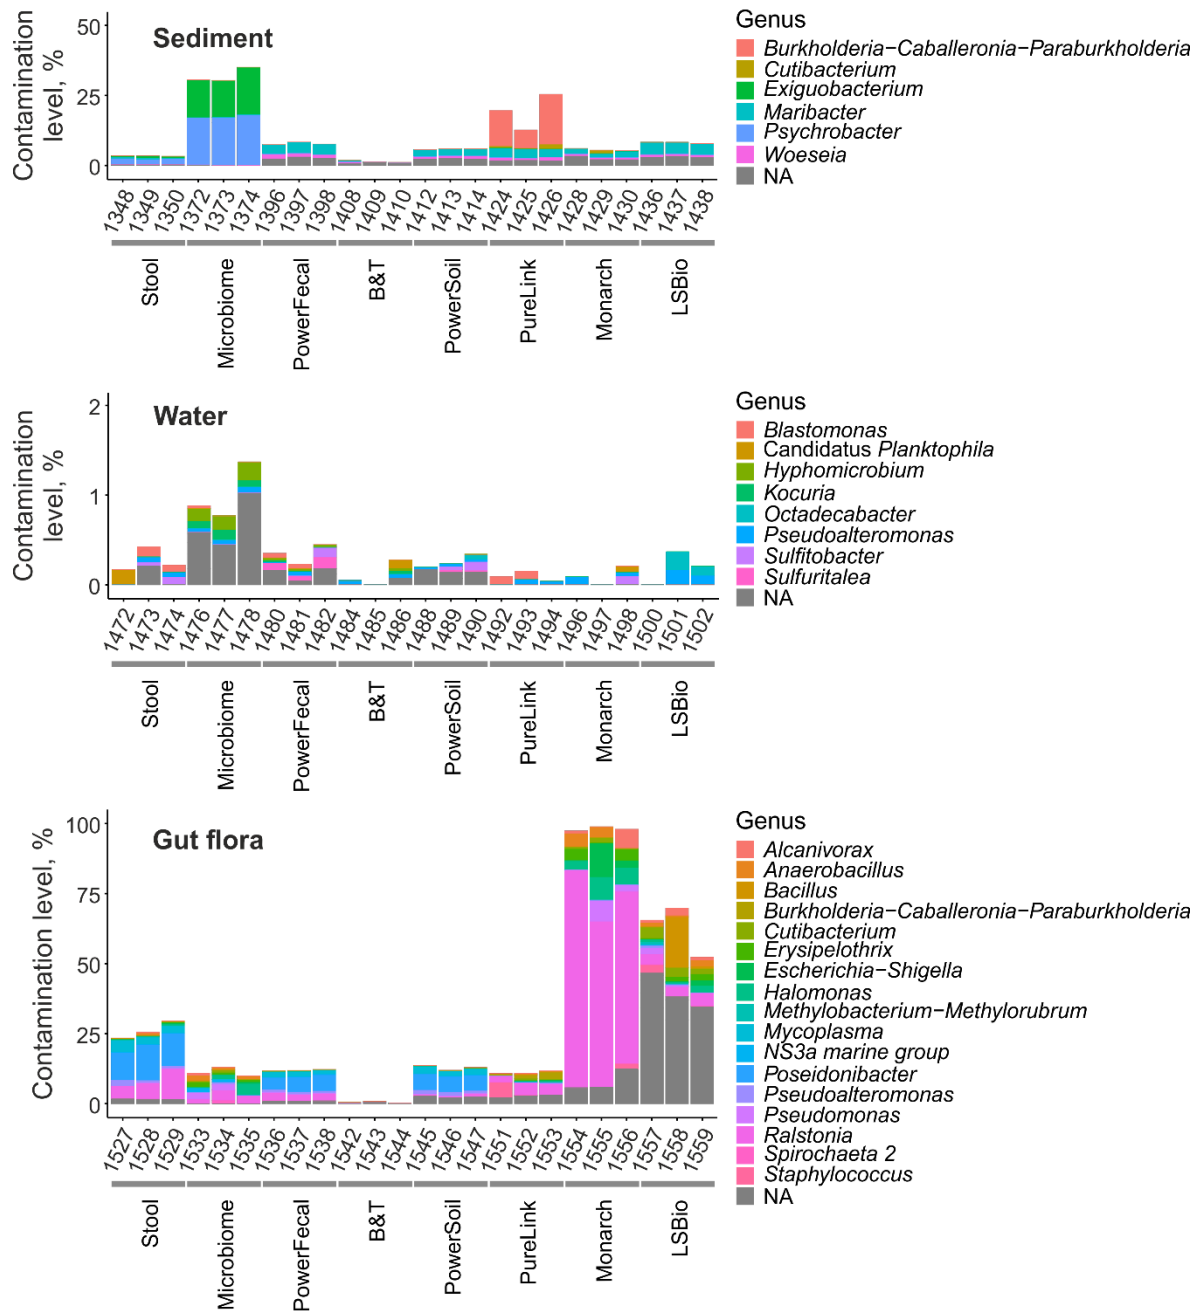 Sediment
Contamination level, %
50
25
0
1348 1349 1350 1372 1373 1374 1396 1397 1398 1408 1409 1410 1412 1413 1414 1424 1425 1426 1428 1429 1430 1436 1437 1438
Stool Microbiome PowerFecal B&T PowerSoil PureLink Monarch LSBio
Genus
Burkholderia−Caballeronia−Paraburkholderia
Cutibacterium
Exiguobacterium
Maribacter
Psychrobacter
Woeseia
NA
Water
Contamination level, %
2
1
0
1472 1473 1474 1476 1477 1478 1480 1481 1482 1484 1485 1486 1488 1489 1490 1492 1493 1494 1496 1497 1498 1500 1501 1502
Stool Microbiome PowerFecal B&T PowerSoil PureLink Monarch LSBio
Genus
Blastomonas
Candidatus Planktophila
Hyphomicrobium
Kocuria
Octadecabacter
Pseudoalteromonas
Sulfitobacter
Sulfuritalea
NA
Gut flora
Contamination level, %
100
75
50
25
0
1527 1528 1529 1533 1534 1535 1536 1537 1538 1542 1543 1544 1545 1546 1547 1551 1552 1553 1554 1555 1556 1557 1558 1559
Stool Microbiome PowerFecal B&T PowerSoil PureLink Monarch LSBio
Genus
Alcanivorax
Anaerobacillus
Bacillus
Burkholderia−Caballeronia−Paraburkholderia
Cutibacterium
Erysipelothrix
Escherichia−Shigella
Halomonas
Methylobacterium−Methylorubrum
Mycoplasma
NS3a marine group
Poseidonibacter
Pseudoalteromonas
Pseudomonas
Ralstonia
Spirochaeta 2
Staphylococcus
NA